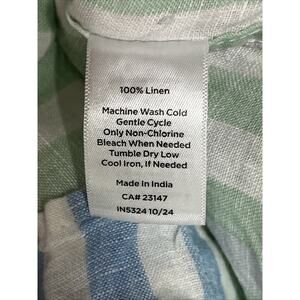 100% Linen
Machine Wash Cold
Gentle Cycle
Only Non-Chlorine
Bleach When Needed
Tumble Dry Low
Cool Iron, If Needed
Made in India
CA# 23147
IN5324 10/24